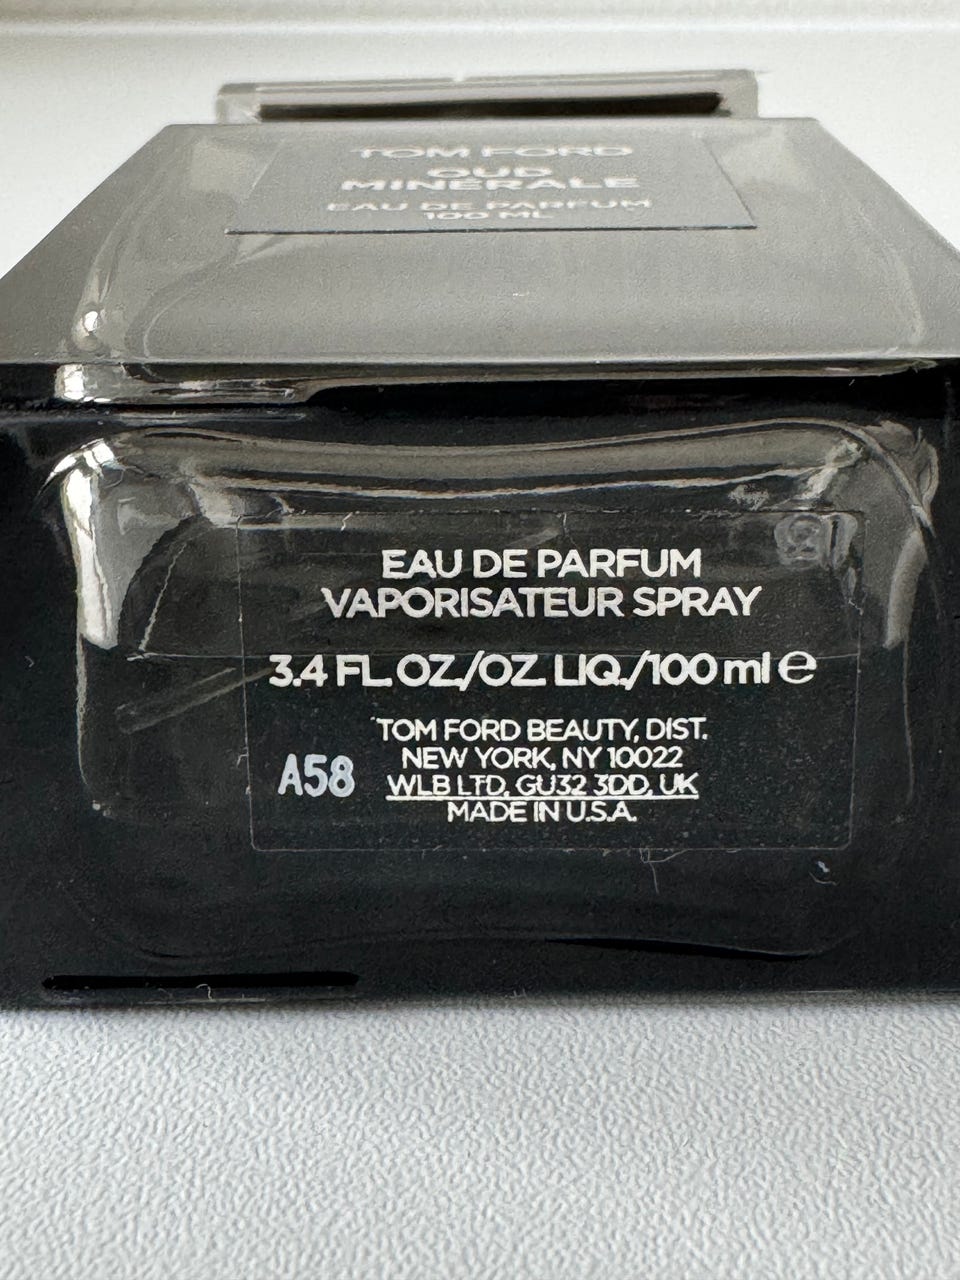 TOM FORD
OUD
MINÉRALE
EAU DE PARFUM
100 ML
EAU DE PARFUM
VAPORISATEUR SPRAY
3.4 FL. OZ./OZ. LIQ./100 ml ℮
TOM FORD BEAUTY, DIST.
NEW YORK, NY 10022
A58 WLB LTD, GU32 3DD, UK
MADE IN U.S.A.